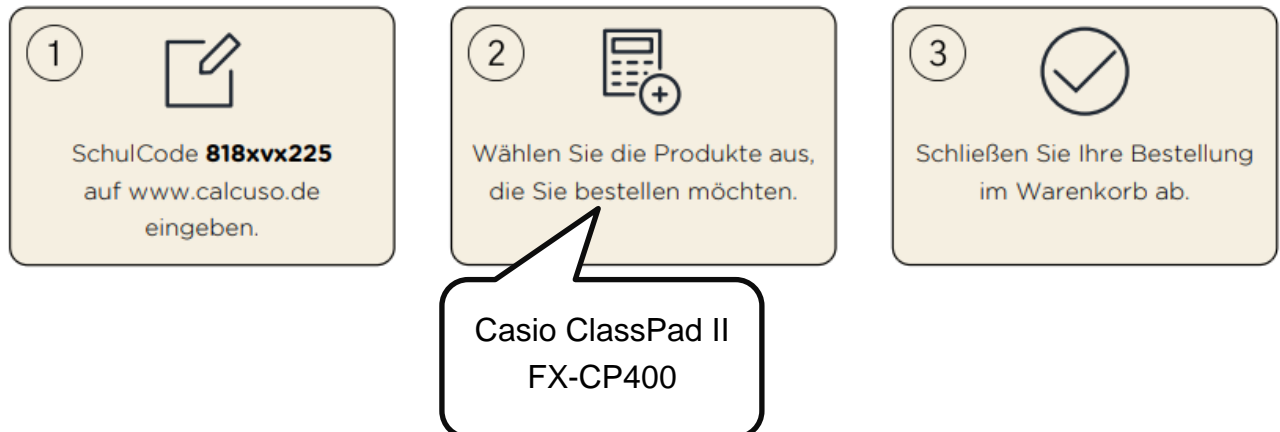 1
SchulCode 818xvx225
auf www.calcuso.de
eingeben.
2
Wählen Sie die Produkte aus,
die Sie bestellen möchten.
3
Schließen Sie Ihre Bestellung
im Warenkorb ab.
Casio ClassPad II
FX-CP400